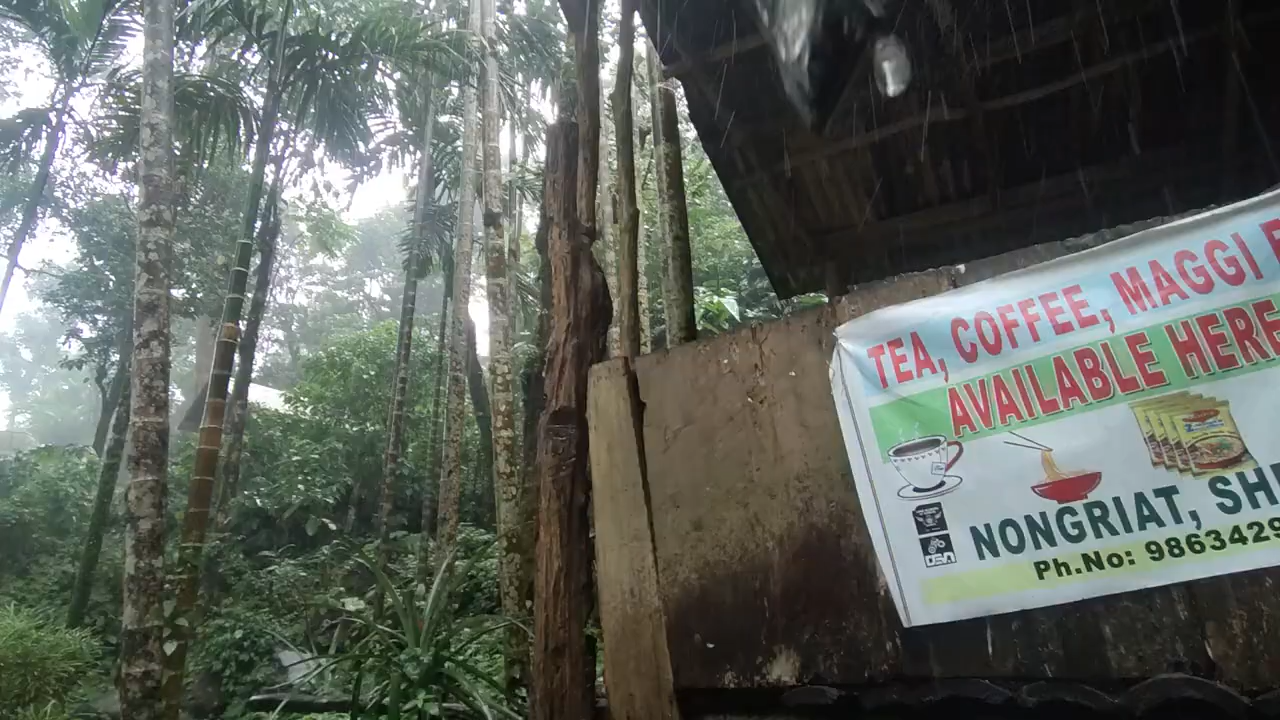 TEA, COFFEE, MAGGI
AVAILABLE HERE
NONGRIAT, SH
Ph.No: 9863429